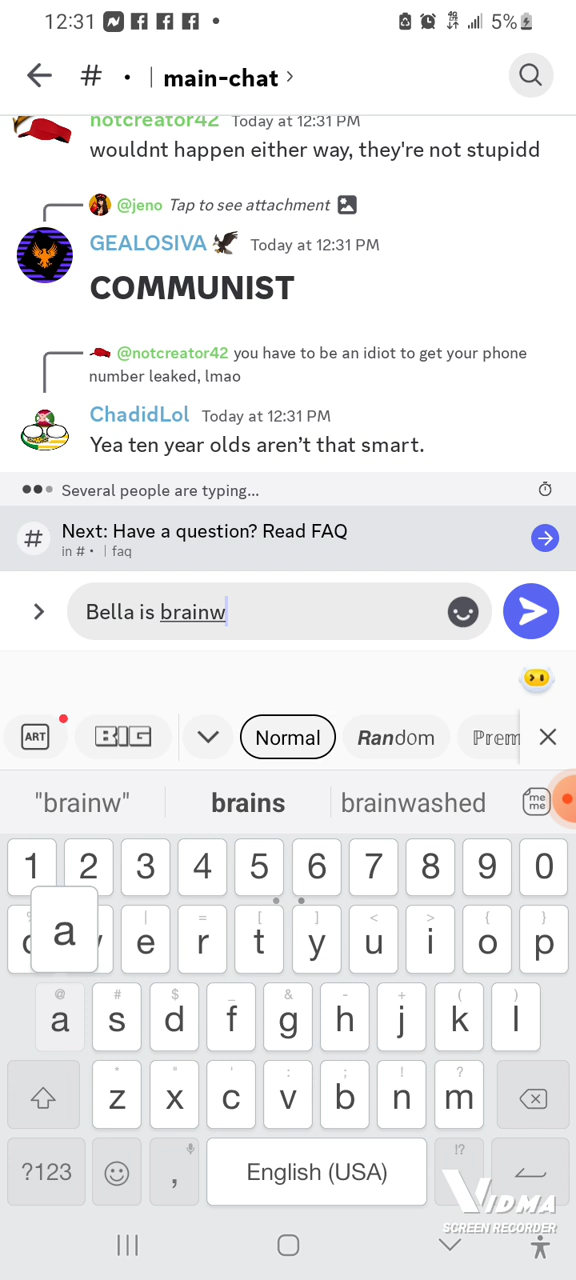 12:31
5%
# • | main-chat >
notcreator42 Today at 12:31 PM
wouldnt happen either way, they're not stupidd
@jeno Tap to see attachment
GEALOSIVA Today at 12:31 PM
COMMUNIST
@notcreator42 you have to be an idiot to get your phone
number leaked, lmao
ChadidLol Today at 12:31 PM
Yea ten year olds aren't that smart.
Several people are typing...
# Next: Have a question? Read FAQ
in # • | faq
Bella is brainw
ART BIG Normal Random Prem
"brainw" brains brainwashed meme
1 2 3 4 5 6 7 8 9 0
| = [ ] < > { }
a e r t y u i o p
@ # $ _ & - + ( )
a s d f g h j k l
* " ' : ; ! ?
z x c v b n m
!?
?123 , English (USA)
VIDMA
SCREEN RECORDER